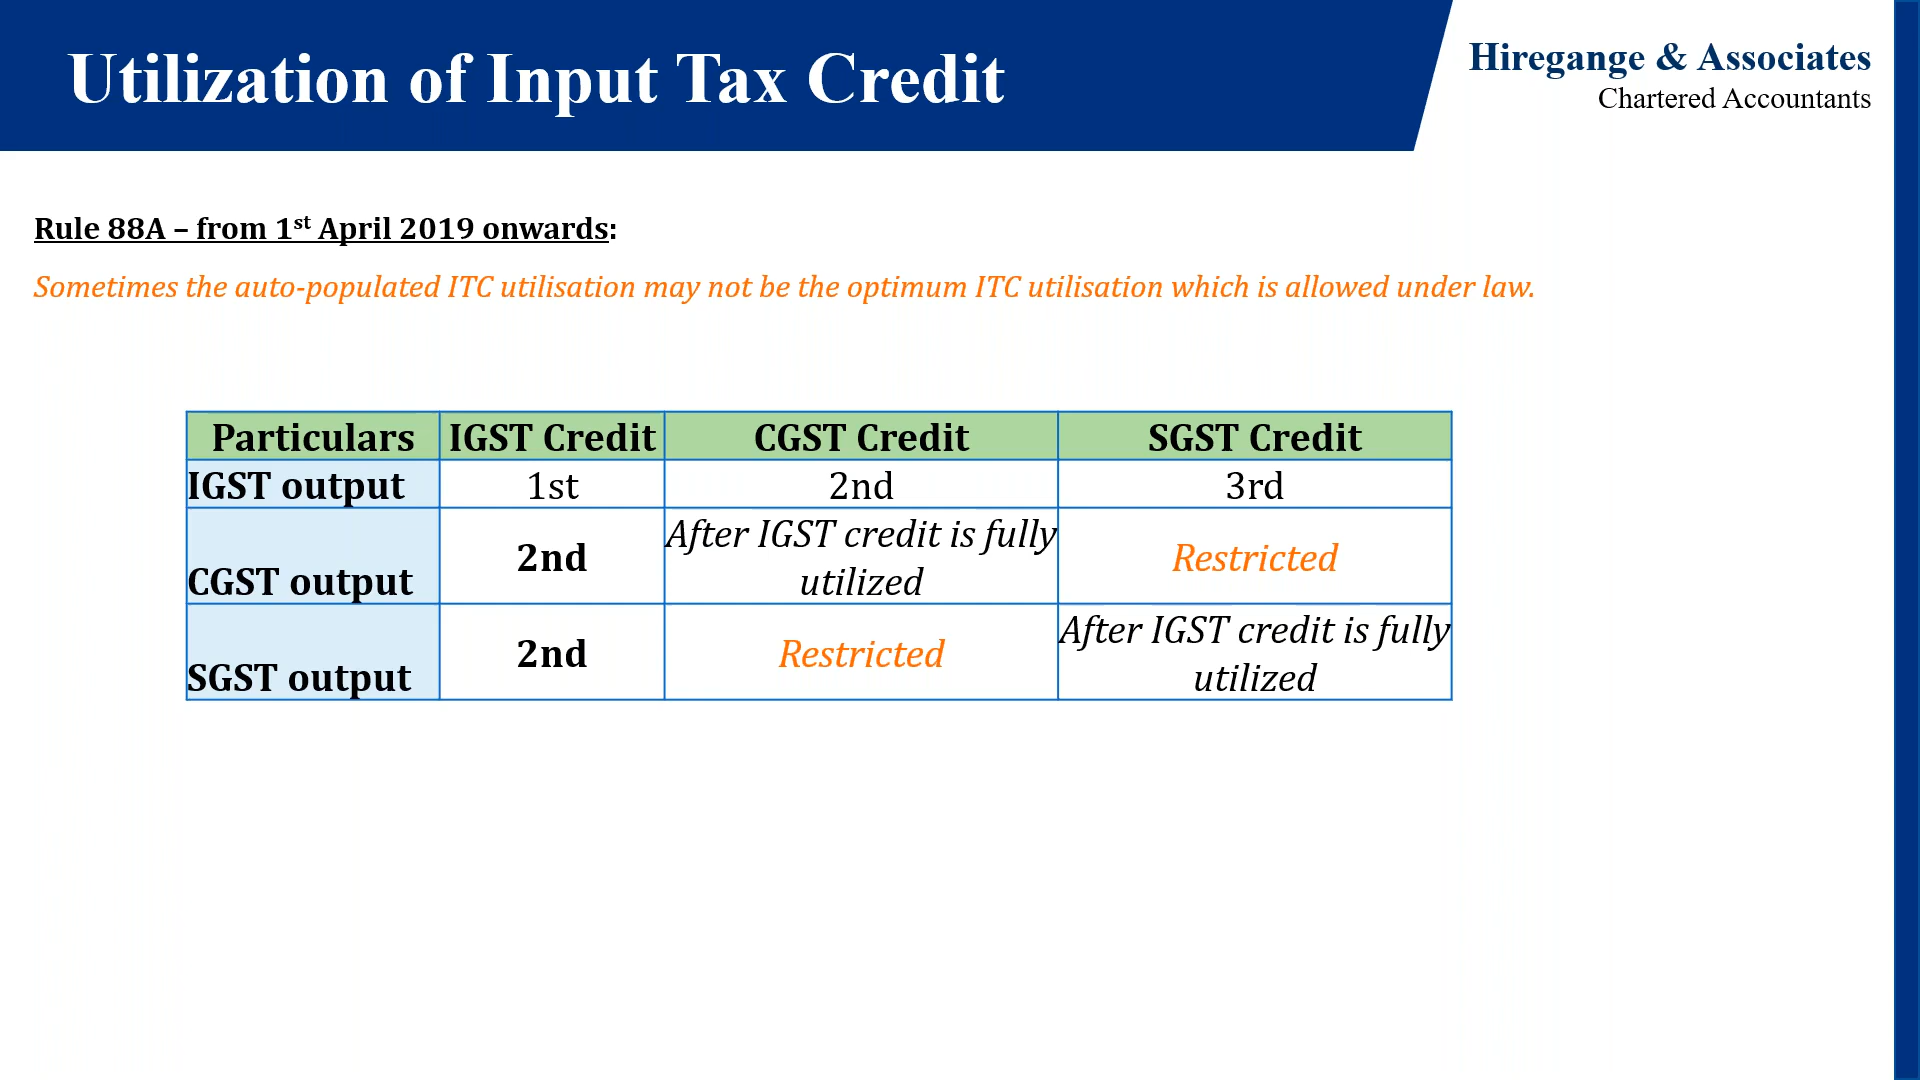 Utilization of Input Tax Credit
Hiregange & Associates
Chartered Accountants
Rule 88A – from 1st April 2019 onwards:
Sometimes the auto-populated ITC utilisation may not be the optimum ITC utilisation which is allowed under law.
Particulars IGST Credit CGST Credit SGST Credit
IGST output 1st 2nd 3rd
CGST output 2nd After IGST credit is fully utilized Restricted
SGST output 2nd Restricted After IGST credit is fully utilized